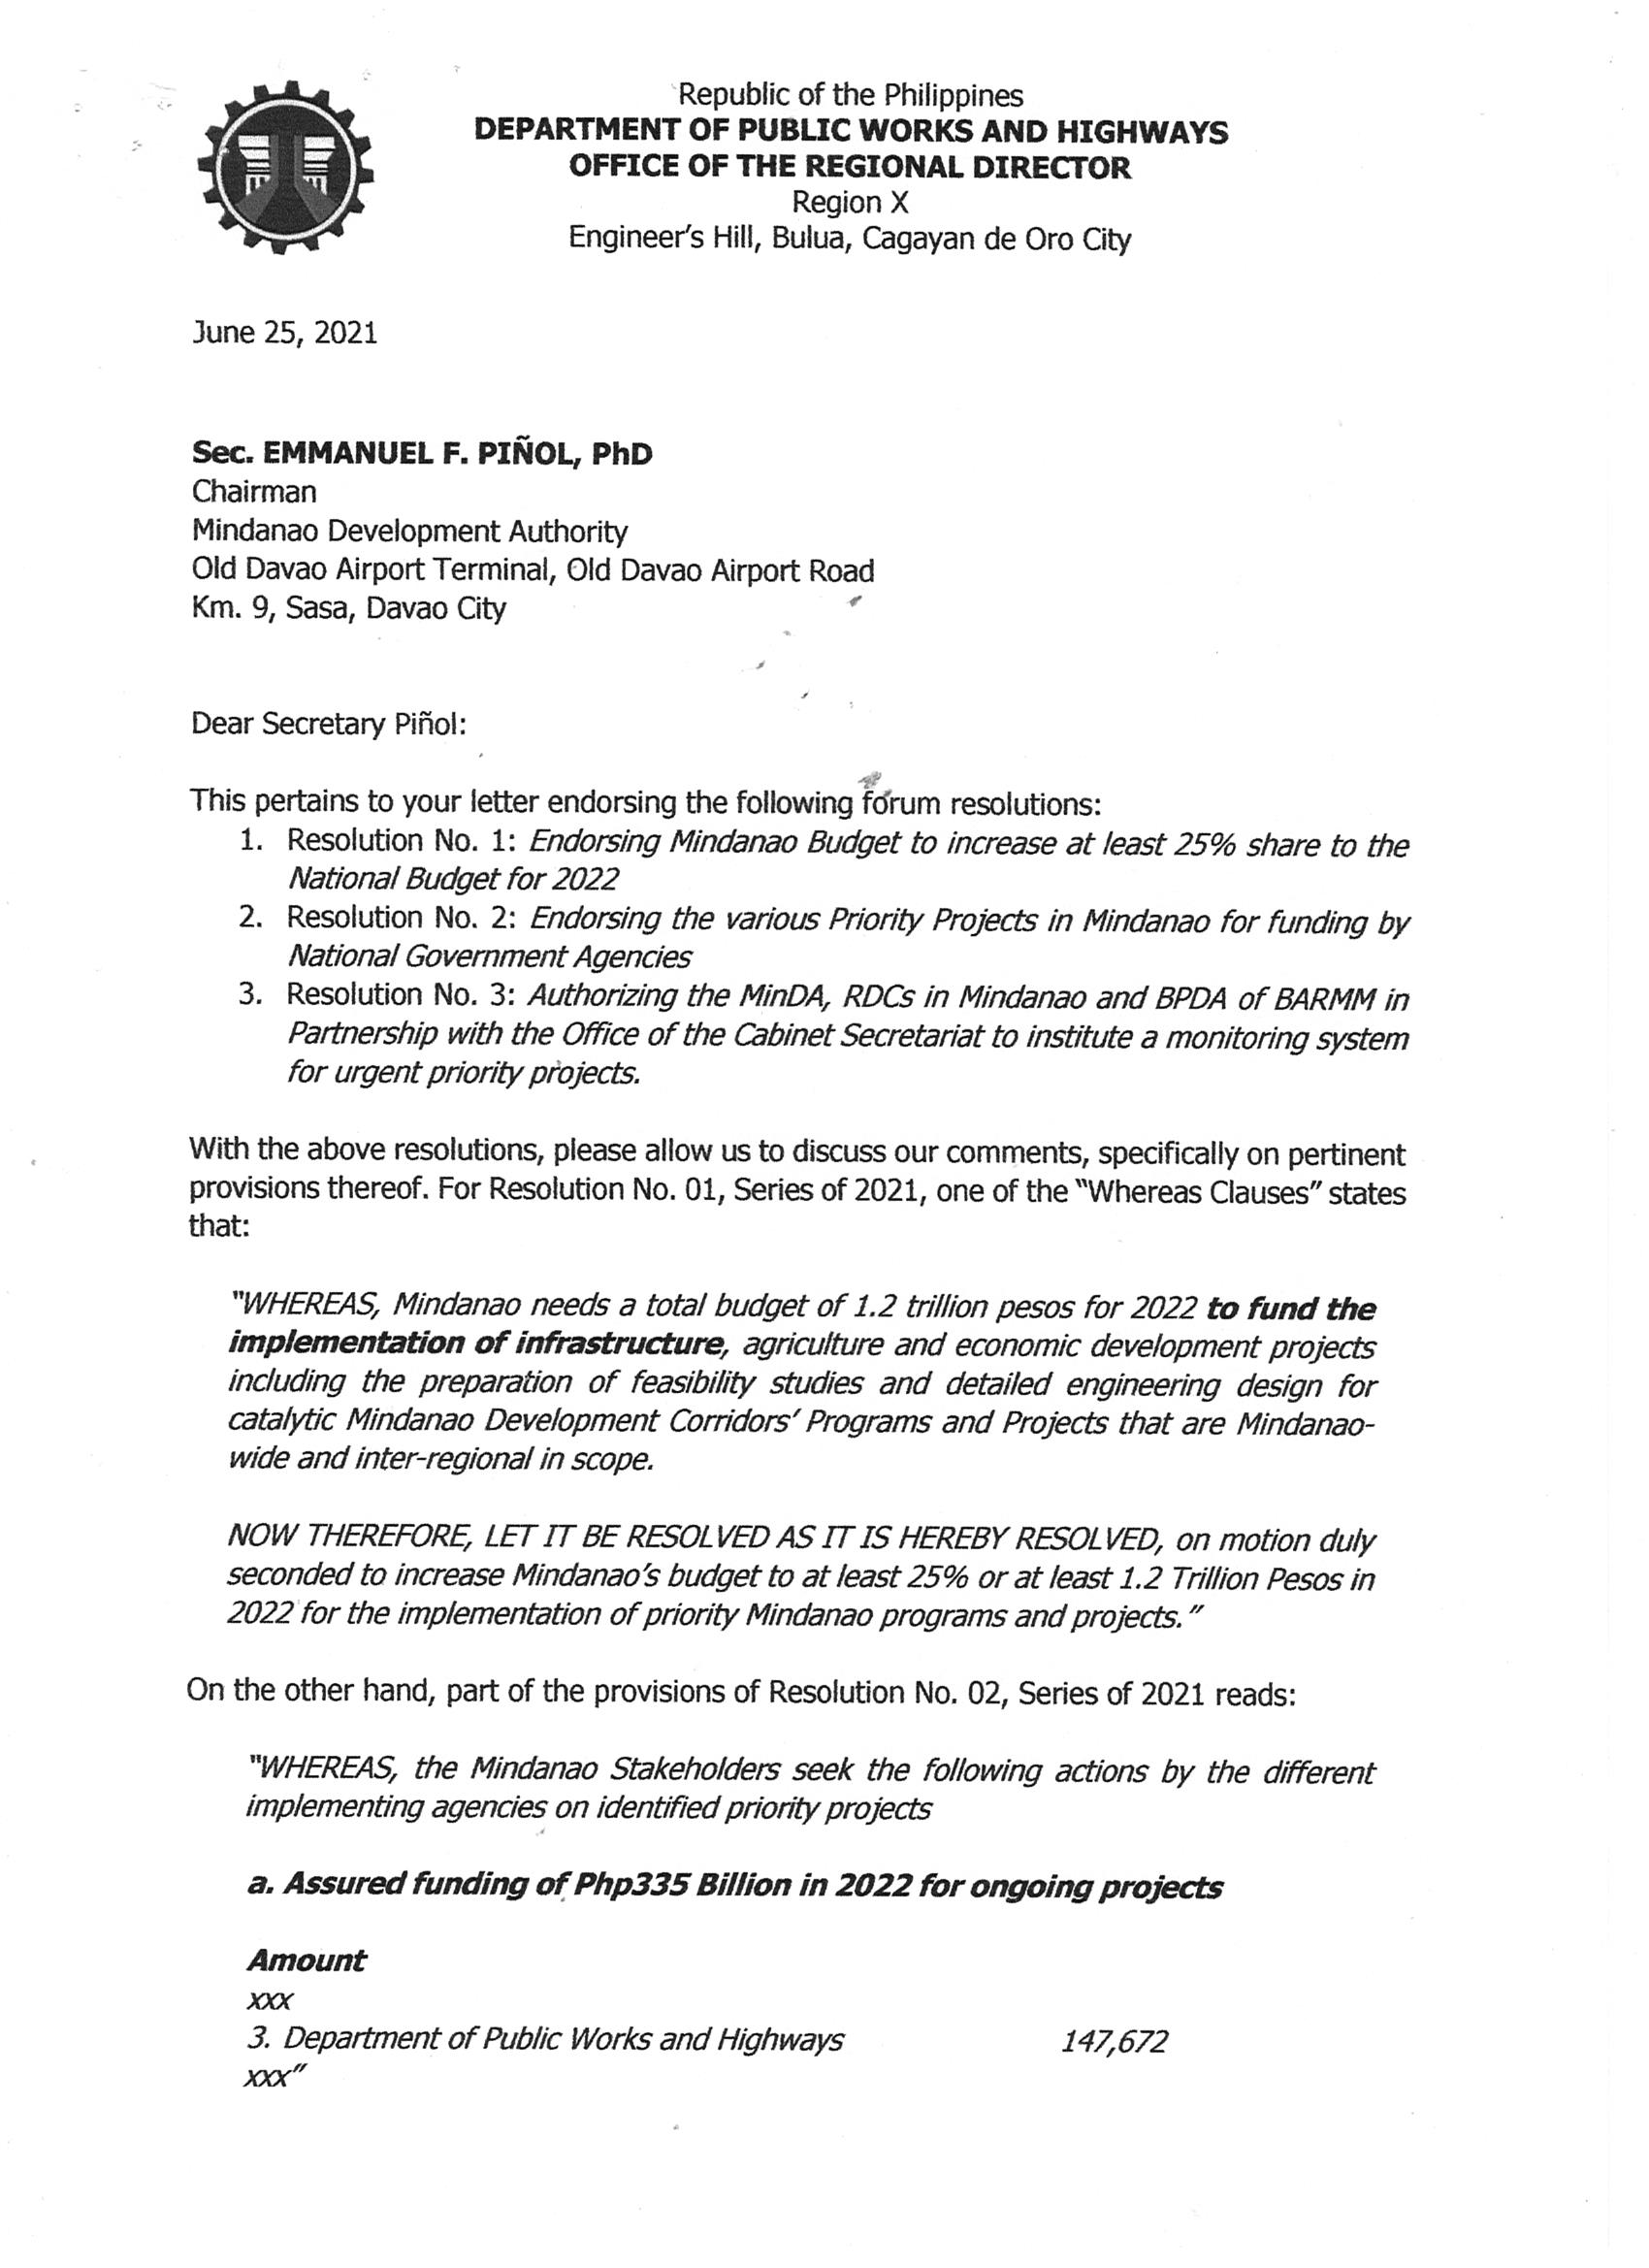 Republic of the Philippines
DEPARTMENT OF PUBLIC WORKS AND HIGHWAYS
OFFICE OF THE REGIONAL DIRECTOR
Region X
Engineer's Hill, Bulua, Cagayan de Oro City
June 25, 2021
Sec. EMMANUEL F. PIÑOL, PhD
Chairman
Mindanao Development Authority
Old Davao Airport Terminal, Old Davao Airport Road
Km. 9, Sasa, Davao City
Dear Secretary Piñol:
This pertains to your letter endorsing the following forum resolutions:
1. Resolution No. 1: Endorsing Mindanao Budget to increase at least 25% share to the
National Budget for 2022
2. Resolution No. 2: Endorsing the various Priority Projects in Mindanao for funding by
National Government Agencies
3. Resolution No. 3: Authorizing the MinDA, RDCs in Mindanao and BPDA of BARMM in
Partnership with the Office of the Cabinet Secretariat to institute a monitoring system
for urgent priority projects.
With the above resolutions, please allow us to discuss our comments, specifically on pertinent
provisions thereof. For Resolution No. 01, Series of 2021, one of the "Whereas Clauses" states
that:
"WHEREAS, Mindanao needs a total budget of 1.2 trillion pesos for 2022 to fund the
implementation of infrastructure, agriculture and economic development projects
including the preparation of feasibility studies and detailed engineering design for
catalytic Mindanao Development Corridors' Programs and Projects that are Mindanao-
wide and inter-regional in scope.
NOW THEREFORE, LET IT BE RESOLVED AS IT IS HEREBY RESOLVED, on motion duly
seconded to increase Mindanao's budget to at least 25% or at least 1.2 Trillion Pesos in
2022 for the implementation of priority Mindanao programs and projects."
On the other hand, part of the provisions of Resolution No. 02, Series of 2021 reads:
"WHEREAS, the Mindanao Stakeholders seek the following actions by the different
implementing agencies on identified priority projects
a. Assured funding of Php335 Billion in 2022 for ongoing projects
Amount
xxx
3. Department of Public Works and Highways 147,672
xxx"